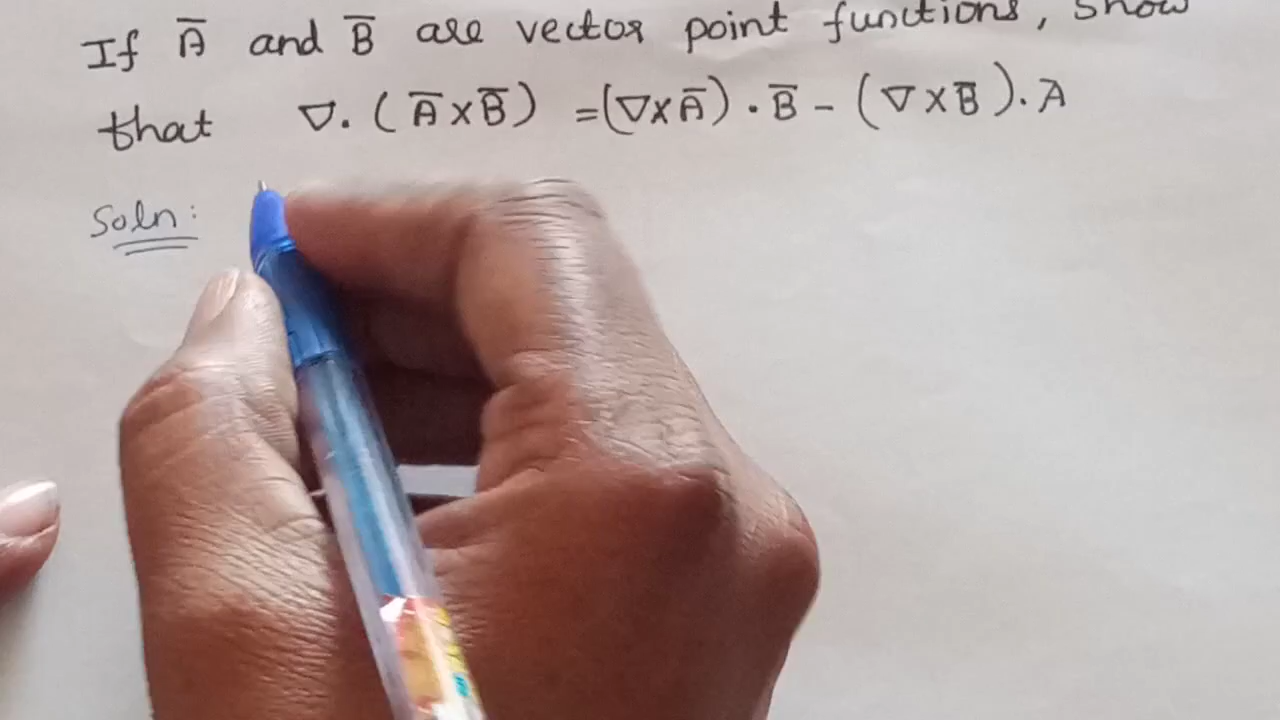 If A̅ and B̅ are vector point functions, show
that ∇. ( A̅ × B̅ ) = (∇×A̅) · B̅ – ( ∇ × B̅ ). A̅
Soln: